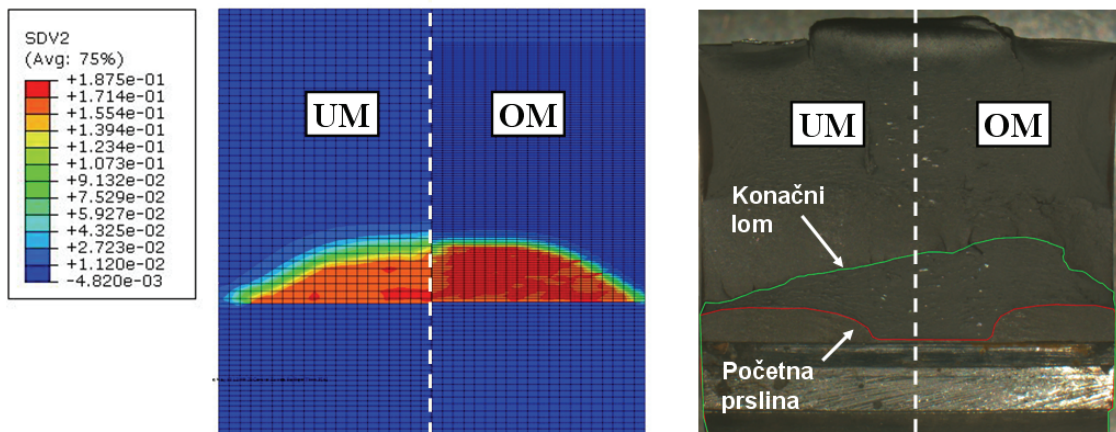 SDV2
(Avg: 75%)
+1.875e-01
+1.714e-01
+1.554e-01
+1.394e-01
+1.234e-01
+1.073e-01
+9.132e-02
+7.529e-02
+5.927e-02
+4.325e-02
+2.723e-02
+1.120e-02
-4.820e-03
UM
OM
UM
OM
Konačni
lom
Početna
prslina